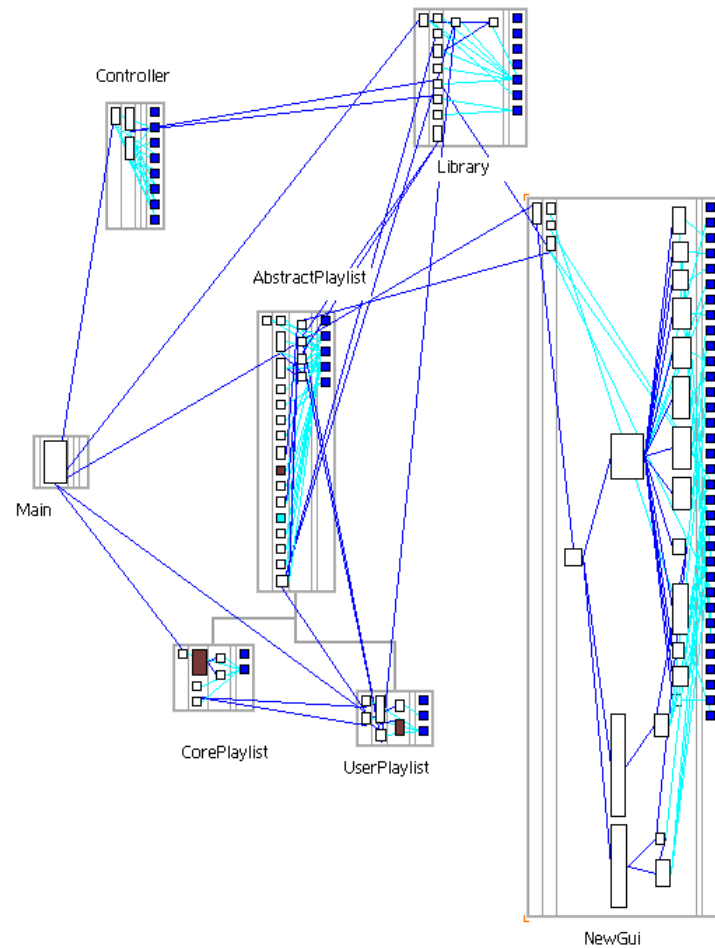 Controller
Library
AbstractPlaylist
Main
CorePlaylist
UserPlaylist
NewGui